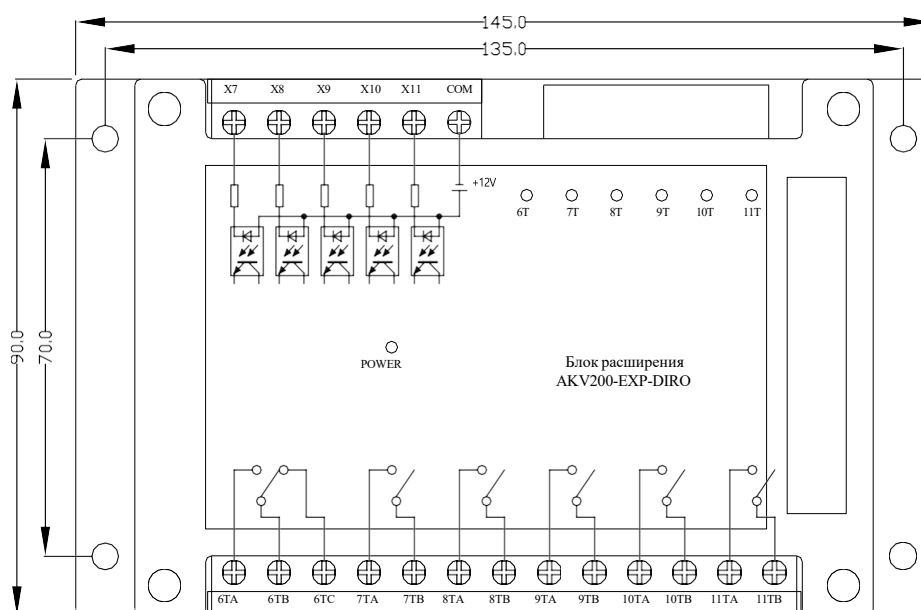 145.0
135.0
X7 X8 X9 X10 X11 COM
+12V
6T 7T 8T 9T 10T 11T
90.0
70.0
POWER
Блок расширения
AKV200-EXP-DIRO
6TA 6TB 6TC 7TA 7TB 8TA 8TB 9TA 9TB 10TA 10TB 11TA 11TB